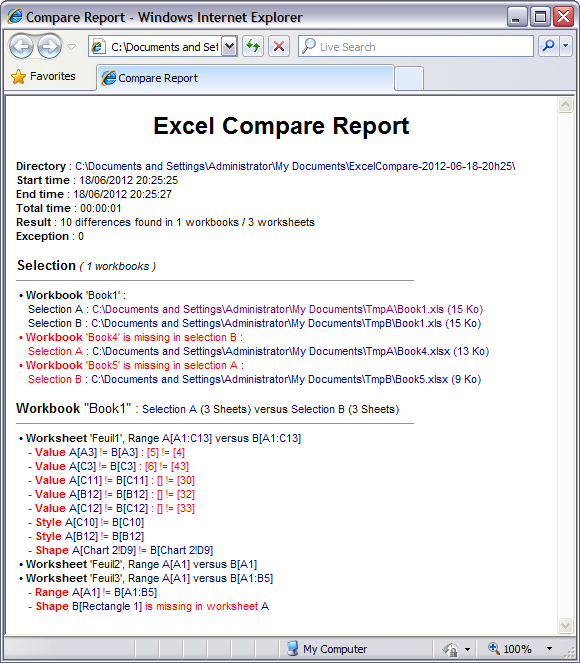 Compare Report - Windows Internet Explorer
C:\Documents and Set
Live Search
Favorites
Compare Report
Excel Compare Report
Directory : C:\Documents and Settings\Administrator\My Documents\ExcelCompare-2012-06-18-20h25\
Start time : 18/06/2012 20:25:25
End time : 18/06/2012 20:25:27
Total time : 00:00:01
Result : 10 differences found in 1 workbooks / 3 worksheets
Exception : 0
Selection ( 1 workbooks )
• Workbook 'Book1' :
Selection A : C:\Documents and Settings\Administrator\My Documents\TmpA\Book1.xls (15 Ko)
Selection B : C:\Documents and Settings\Administrator\My Documents\TmpB\Book1.xls (15 Ko)
• Workbook 'Book4' is missing in selection B :
Selection A : C:\Documents and Settings\Administrator\My Documents\TmpA\Book4.xlsx (13 Ko)
• Workbook 'Book5' is missing in selection A :
Selection B : C:\Documents and Settings\Administrator\My Documents\TmpB\Book5.xlsx (9 Ko)
Workbook "Book1" : Selection A (3 Sheets) versus Selection B (3 Sheets)
• Worksheet 'Feuil1', Range A[A1:C13] versus B[A1:C13]
- Value A[A3] != B[A3] : [5] != [4]
- Value A[C3] != B[C3] : [6] != [43]
- Value A[C11] != B[C11] : [] != [30]
- Value A[B12] != B[B12] : [] != [32]
- Value A[C12] != B[C12] : [] != [33]
- Style A[C10] != B[C10]
- Style A[B12] != B[B12]
- Shape A[Chart 2!D9] != B[Chart 2!D9]
• Worksheet 'Feuil2', Range A[A1] versus B[A1]
• Worksheet 'Feuil3', Range A[A1] versus B[A1:B5]
- Range A[A1] != B[A1:B5]
- Shape B[Rectangle 1] is missing in worksheet A
My Computer
100%